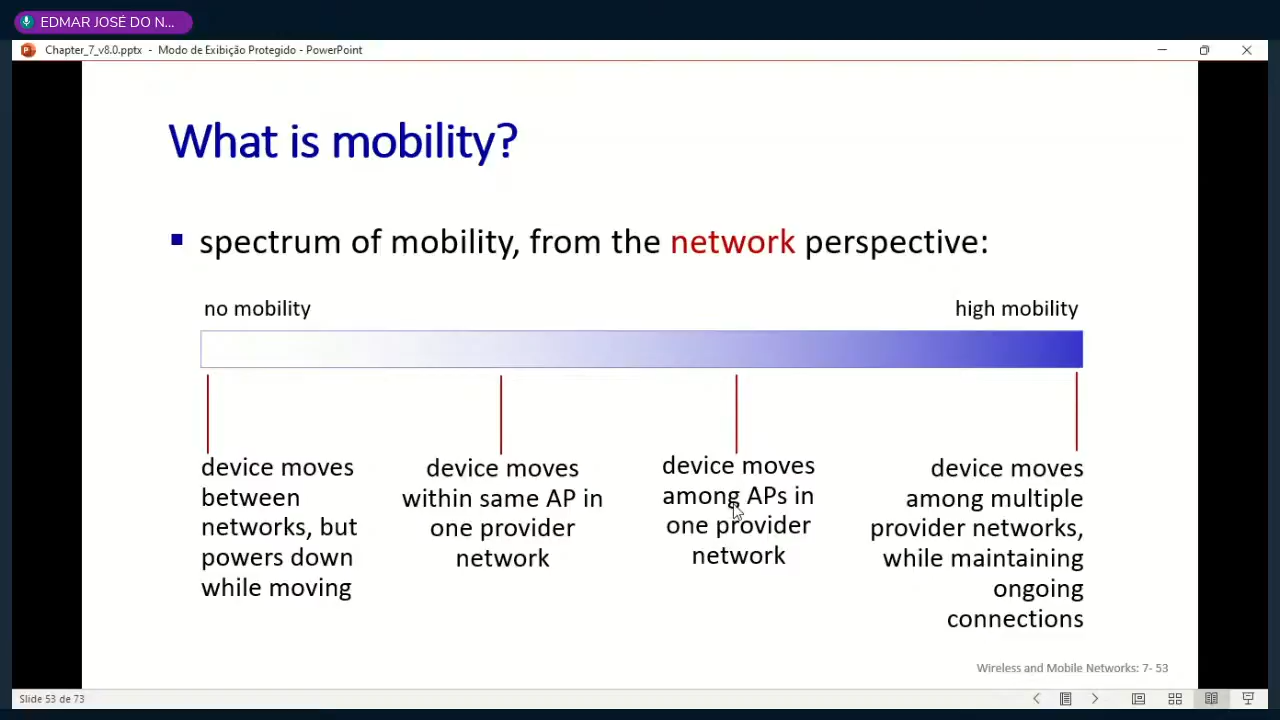 EDMAR JOSÉ DO N...
Chapter_7_v8.0.pptx - Modo de Exibição Protegido - PowerPoint
What is mobility?
spectrum of mobility, from the network perspective:
no mobility
high mobility
device moves
between
networks, but
powers down
while moving
device moves
within same AP in
one provider
network
device moves
among APs in
one provider
network
device moves
among multiple
provider networks,
while maintaining
ongoing
connections
Wireless and Mobile Networks: 7- 53
Slide 53 de 73